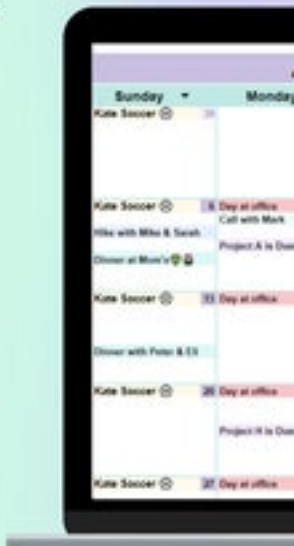 Sunday Monday
Kate Soccer
Kate Soccer 6 Day at office
Call with Mark
Hike with Mike & Sarah
Project A is Due
Dinner at Mom's
Kate Soccer 13 Day at office
Dinner with Peter & Eli
Kate Soccer 20 Day at office
Project H is Due
Kate Soccer 27 Day at office